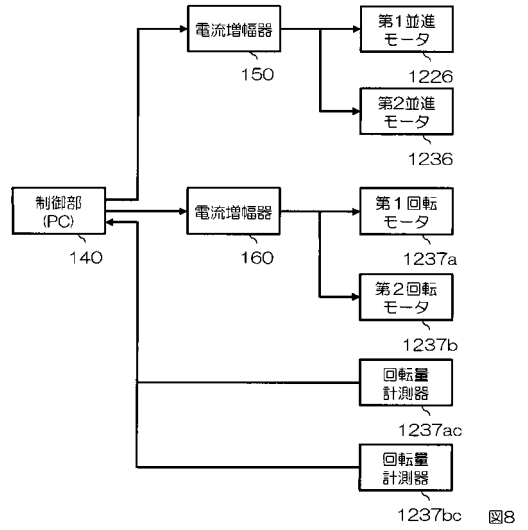 電流増幅器
150
第1並進
モータ
1226
第2並進
モータ
1236
制御部
(PC)
140
電流増幅器
160
第1回転
モータ
1237a
第2回転
モータ
1237b
回転量
計測器
1237ac
回転量
計測器
1237bc
図8